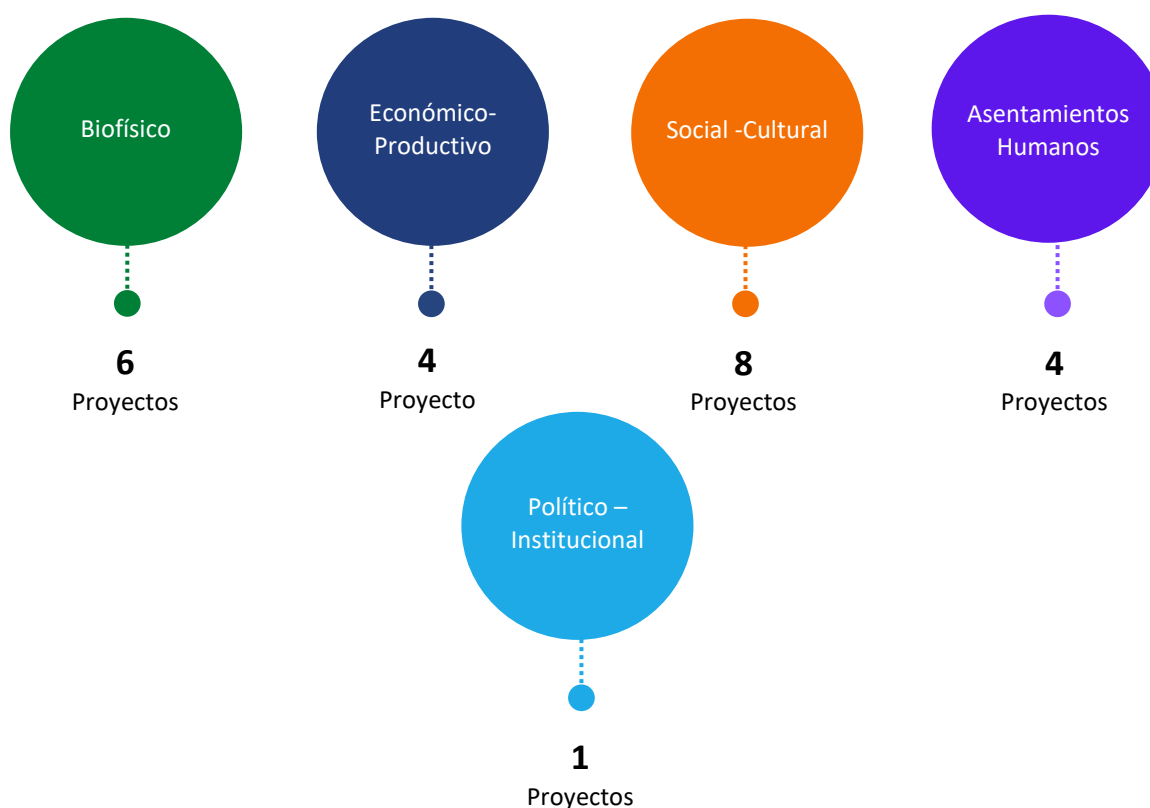 Biofísico
Económico-
Productivo
Social -Cultural
Asentamientos
Humanos
6
Proyectos
4
Proyecto
8
Proyectos
4
Proyectos
Político –
Institucional
1
Proyectos